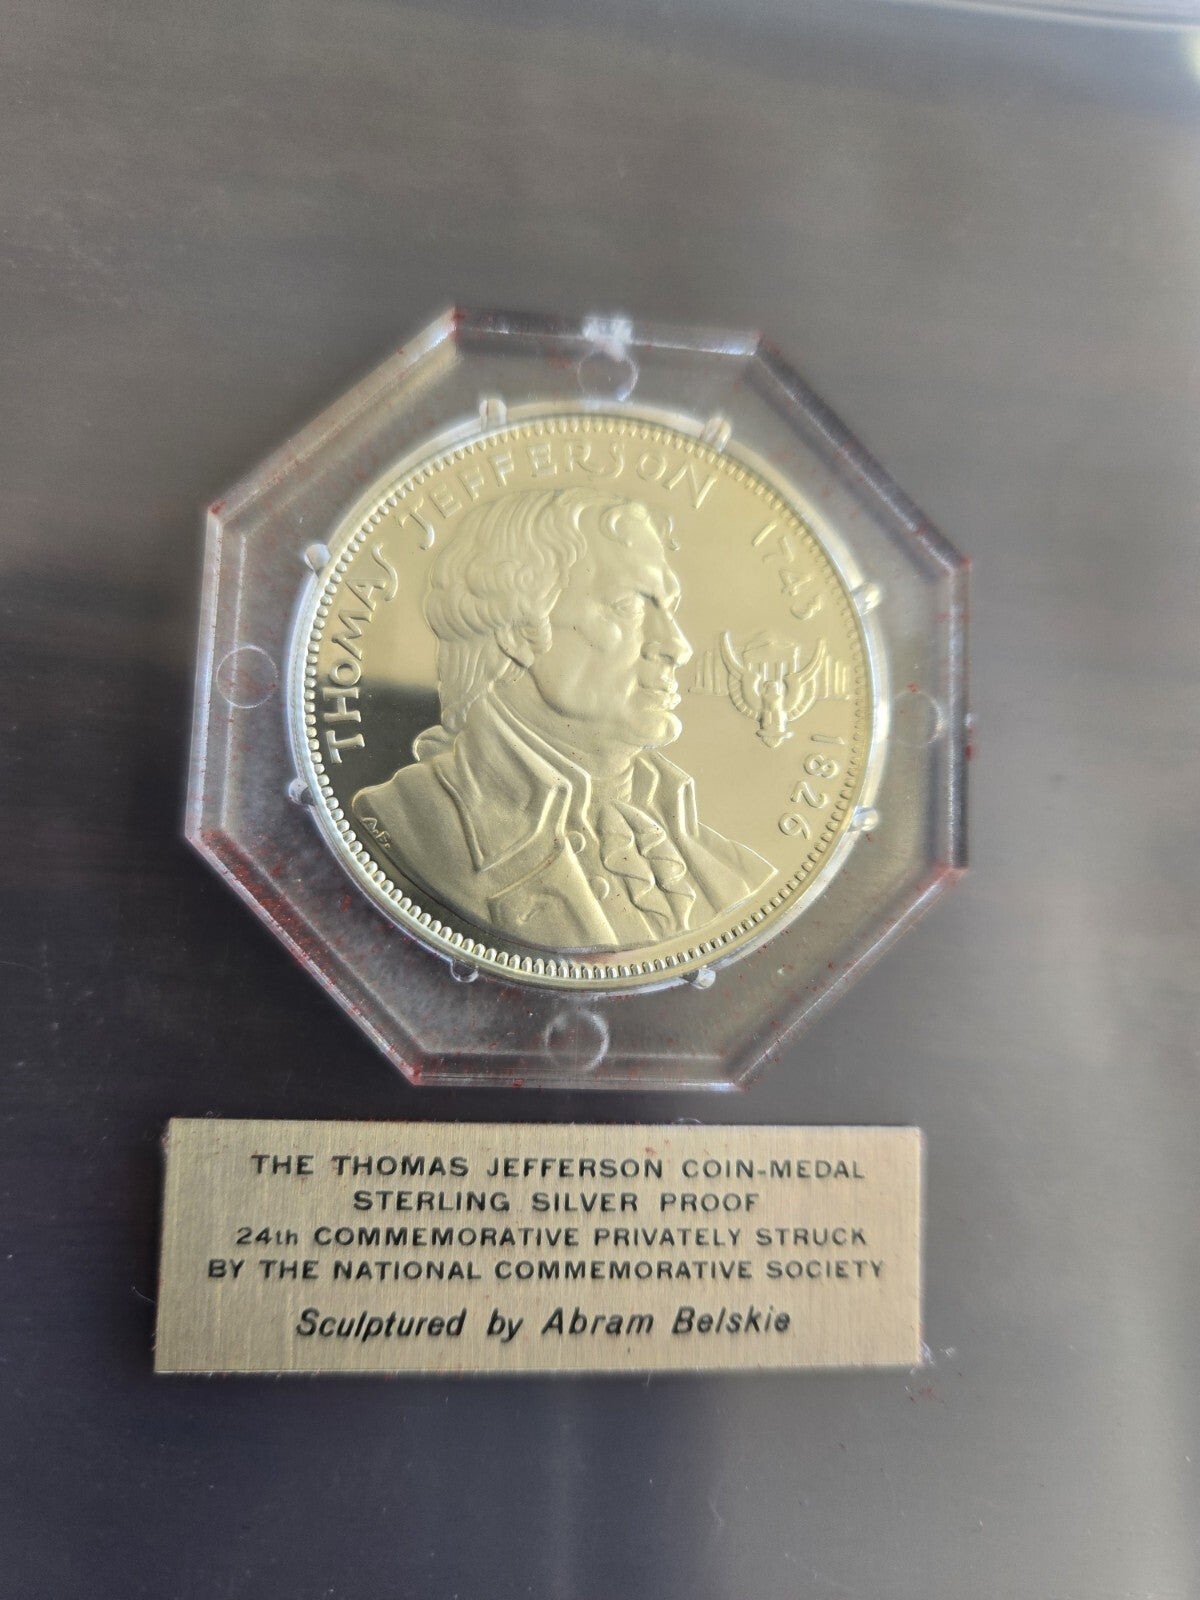 THOMAS JEFFERSON
1743
1826
A.B.
THE THOMAS JEFFERSON COIN-MEDAL
STERLING SILVER PROOF
24th COMMEMORATIVE PRIVATELY STRUCK
BY THE NATIONAL COMMEMORATIVE SOCIETY
Sculptured by Abram Belskie